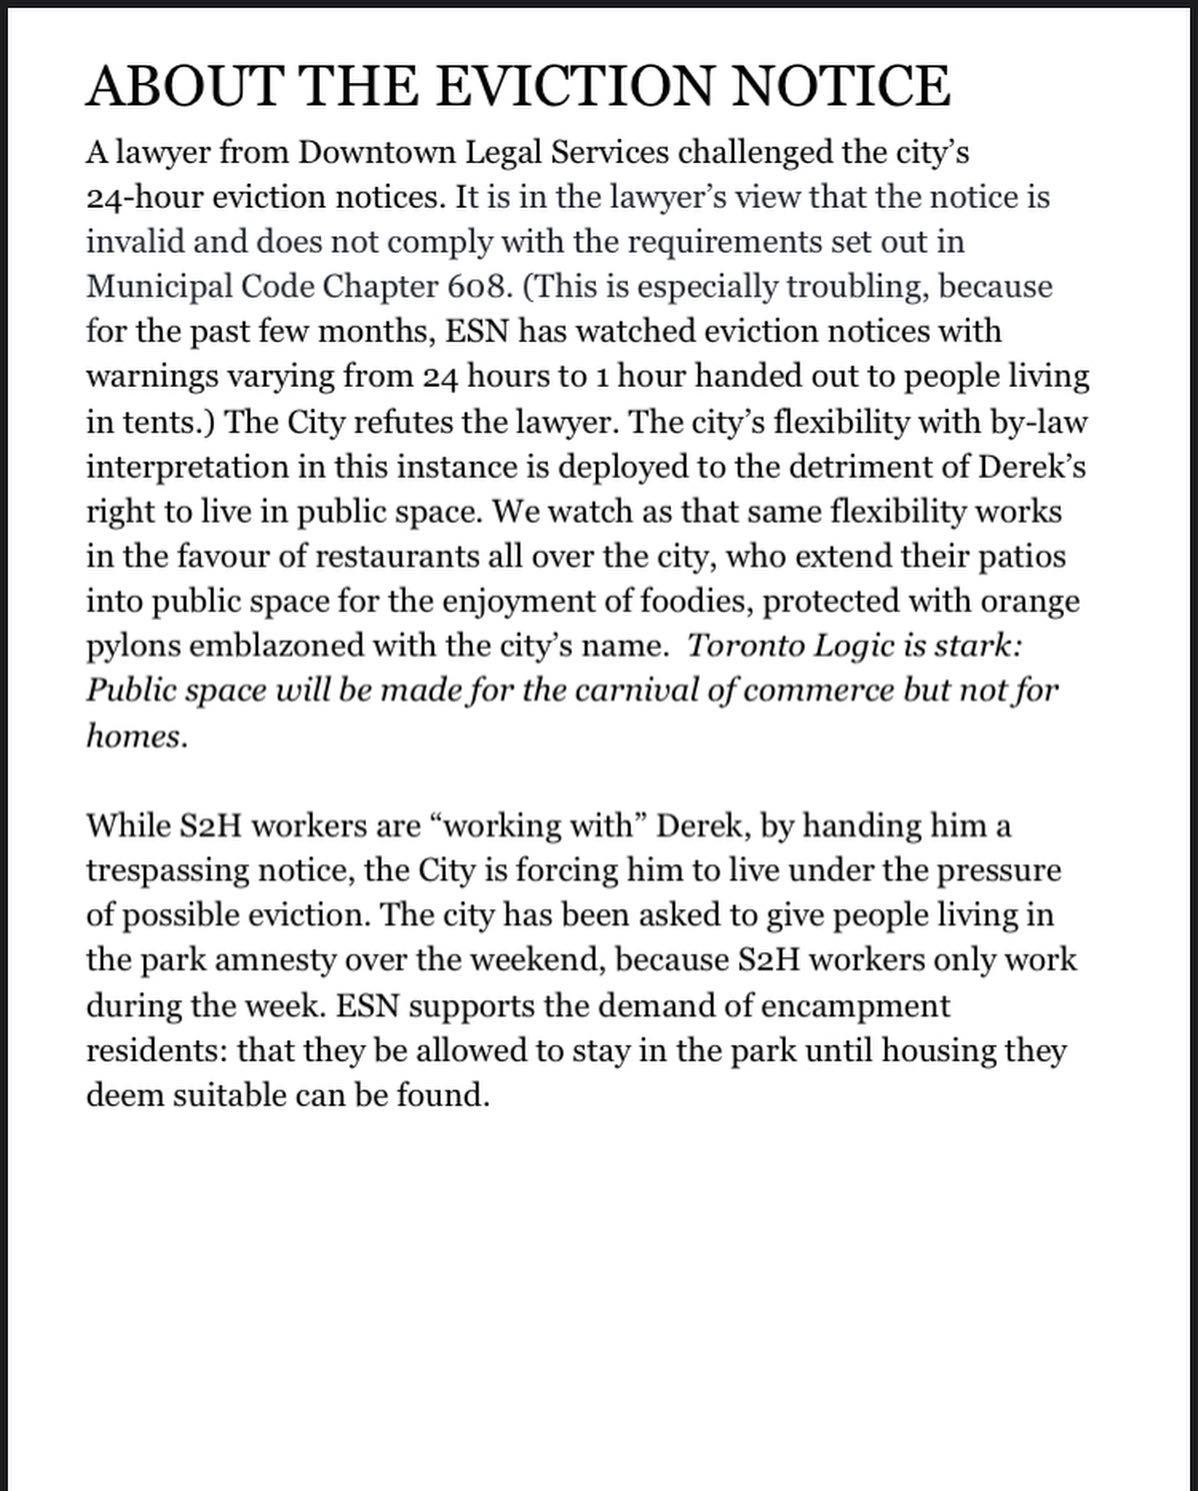 ABOUT THE EVICTION NOTICE
A lawyer from Downtown Legal Services challenged the city’s
24-hour eviction notices. It is in the lawyer’s view that the notice is
invalid and does not comply with the requirements set out in
Municipal Code Chapter 608. (This is especially troubling, because
for the past few months, ESN has watched eviction notices with
warnings varying from 24 hours to 1 hour handed out to people living
in tents.) The City refutes the lawyer. The city’s flexibility with by-law
interpretation in this instance is deployed to the detriment of Derek’s
right to live in public space. We watch as that same flexibility works
in the favour of restaurants all over the city, who extend their patios
into public space for the enjoyment of foodies, protected with orange
pylons emblazoned with the city’s name.  Toronto Logic is stark:
Public space will be made for the carnival of commerce but not for
homes.
While S2H workers are “working with” Derek, by handing him a
trespassing notice, the City is forcing him to live under the pressure
of possible eviction. The city has been asked to give people living in
the park amnesty over the weekend, because S2H workers only work
during the week. ESN supports the demand of encampment
residents: that they be allowed to stay in the park until housing they
deem suitable can be found.